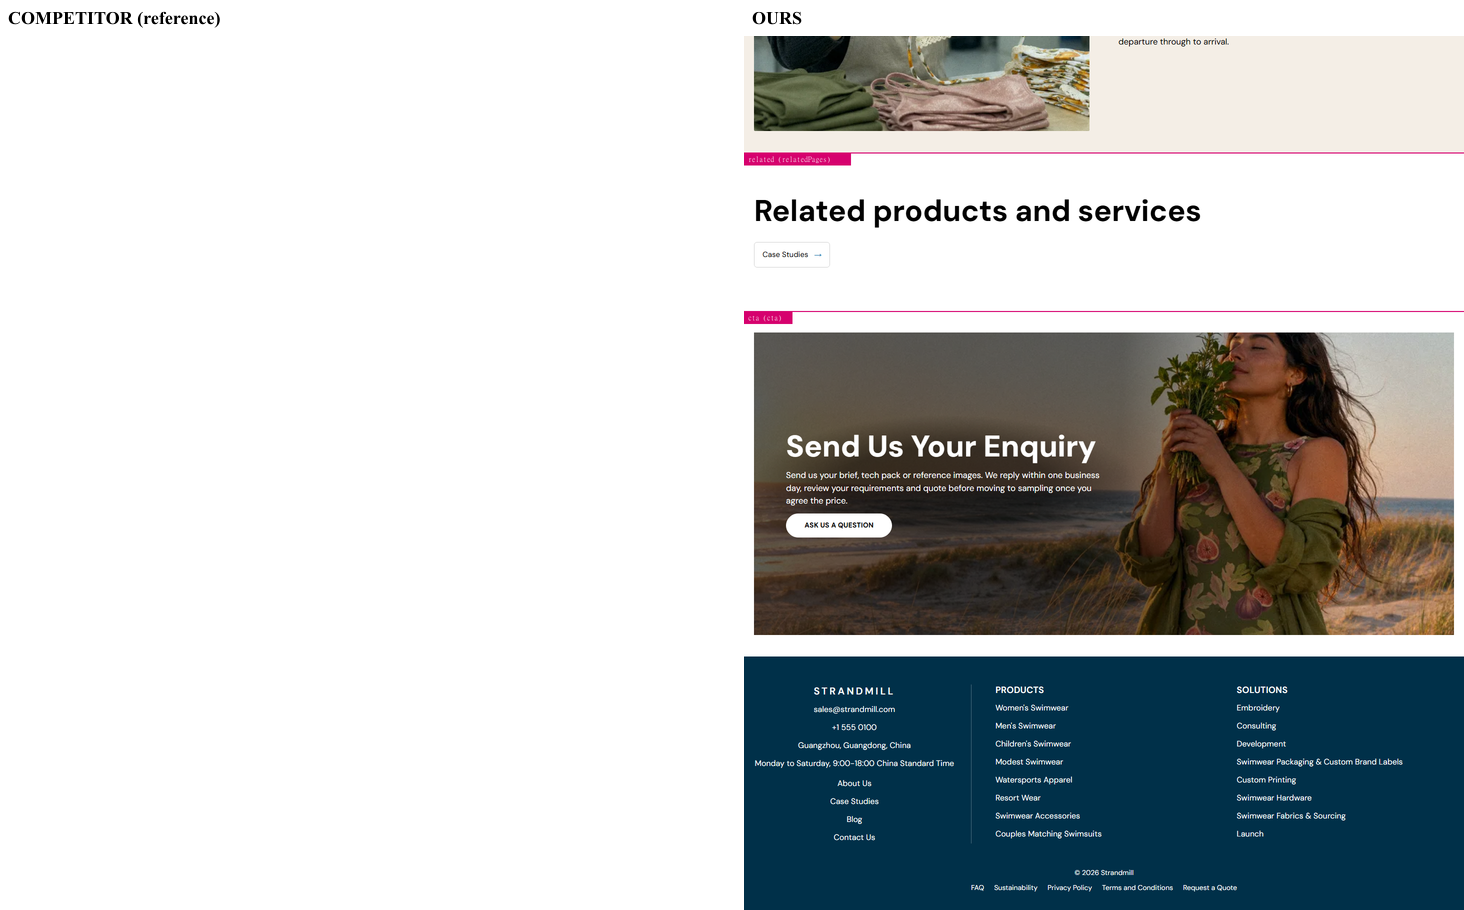 COMPETITOR (reference)
OURS
departure through to arrival.
related (relatedPages)
Related products and services
Case Studies →
cta (cta)
Send Us Your Enquiry
Send us your brief, tech pack or reference images. We reply within one business
day, review your requirements and quote before moving to sampling once you
agree the price.
ASK US A QUESTION
STRANDMILL
sales@strandmill.com
+1 555 0100
Guangzhou, Guangdong, China
Monday to Saturday, 9:00-18:00 China Standard Time
About Us
Case Studies
Blog
Contact Us
PRODUCTS
Women's Swimwear
Men's Swimwear
Children's Swimwear
Modest Swimwear
Watersports Apparel
Resort Wear
Swimwear Accessories
Couples Matching Swimsuits
SOLUTIONS
Embroidery
Consulting
Development
Swimwear Packaging & Custom Brand Labels
Custom Printing
Swimwear Hardware
Swimwear Fabrics & Sourcing
Launch
© 2026 Strandmill
FAQ Sustainability Privacy Policy Terms and Conditions Request a Quote